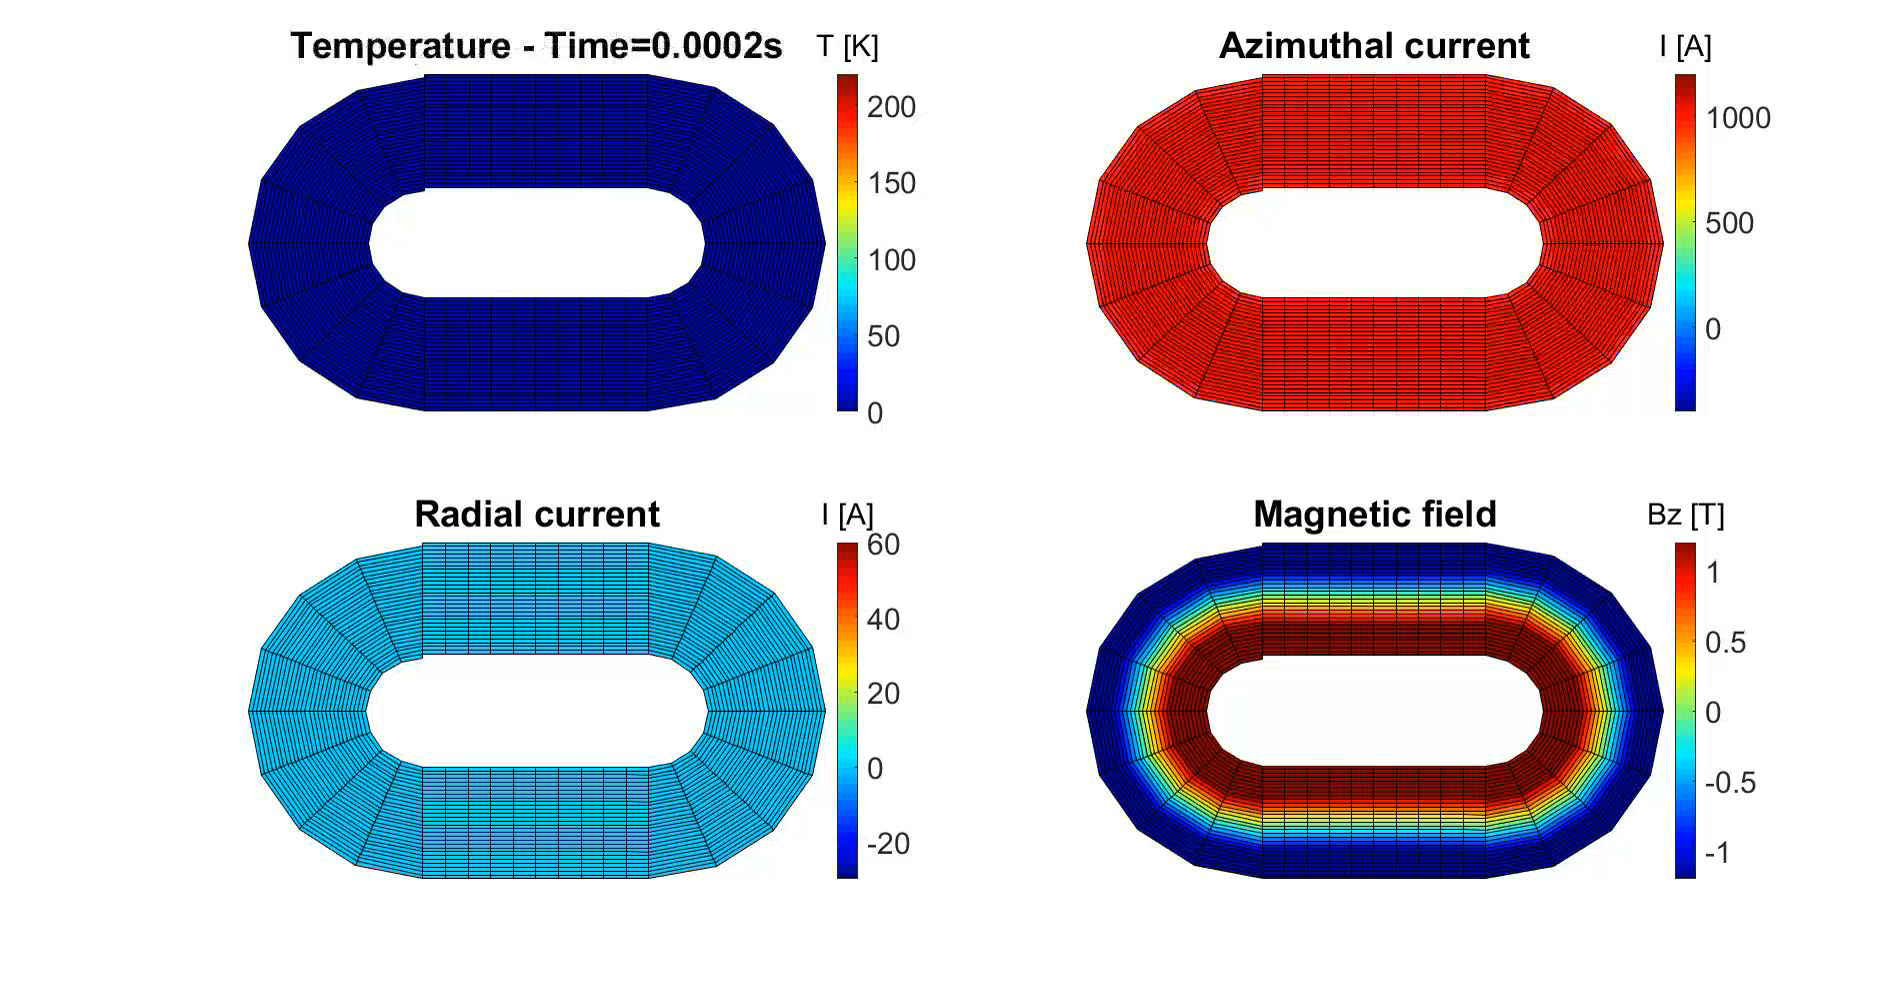 Temperature - Time=0.0002s
T [K]
200
150
100
50
0
Azimuthal current
I [A]
1000
500
0
Radial current
I [A]
60
40
20
0
-20
Magnetic field
Bz [T]
1
0.5
0
-0.5
-1